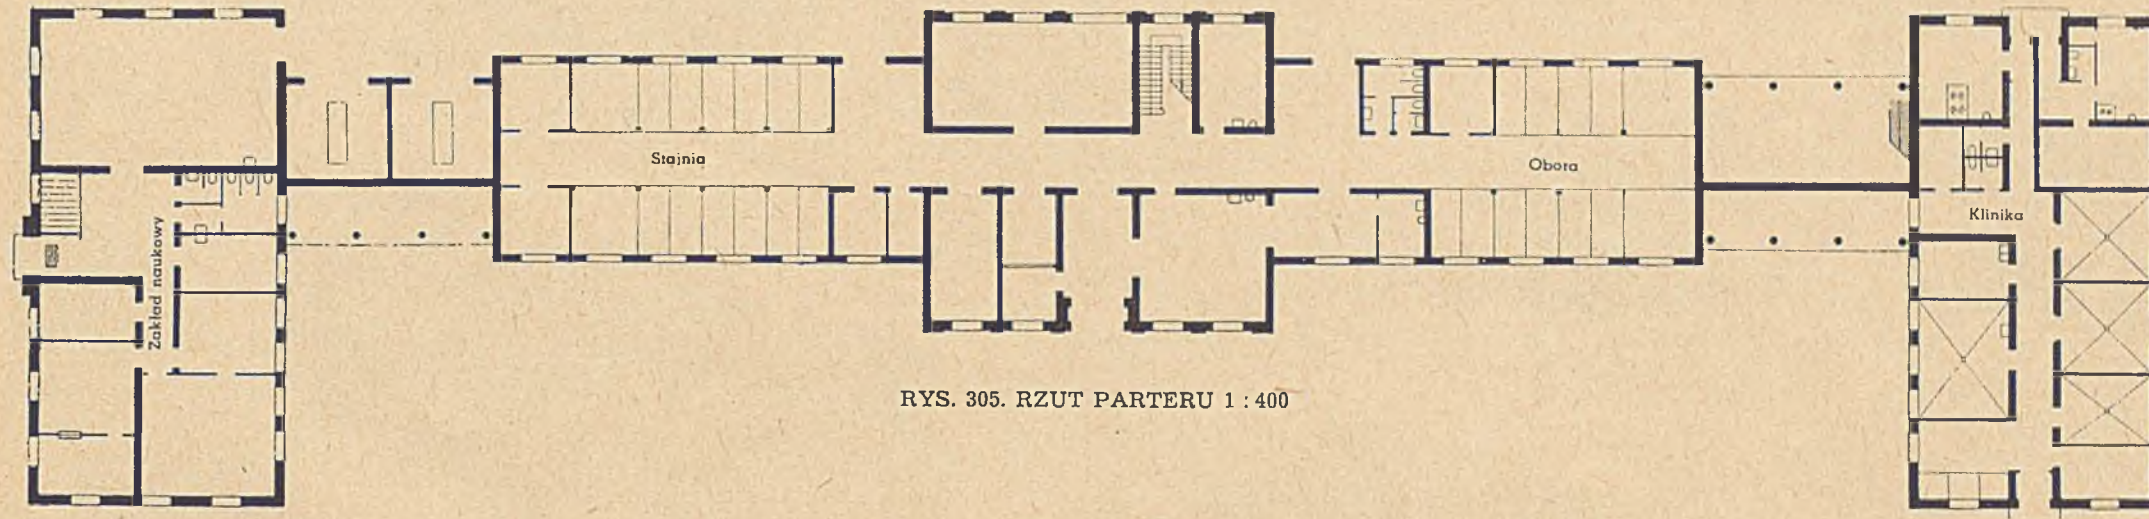 Stajnia
Obora
Klinika
Zakład naukowy
RYS. 305. RZUT PARTERU 1 : 400